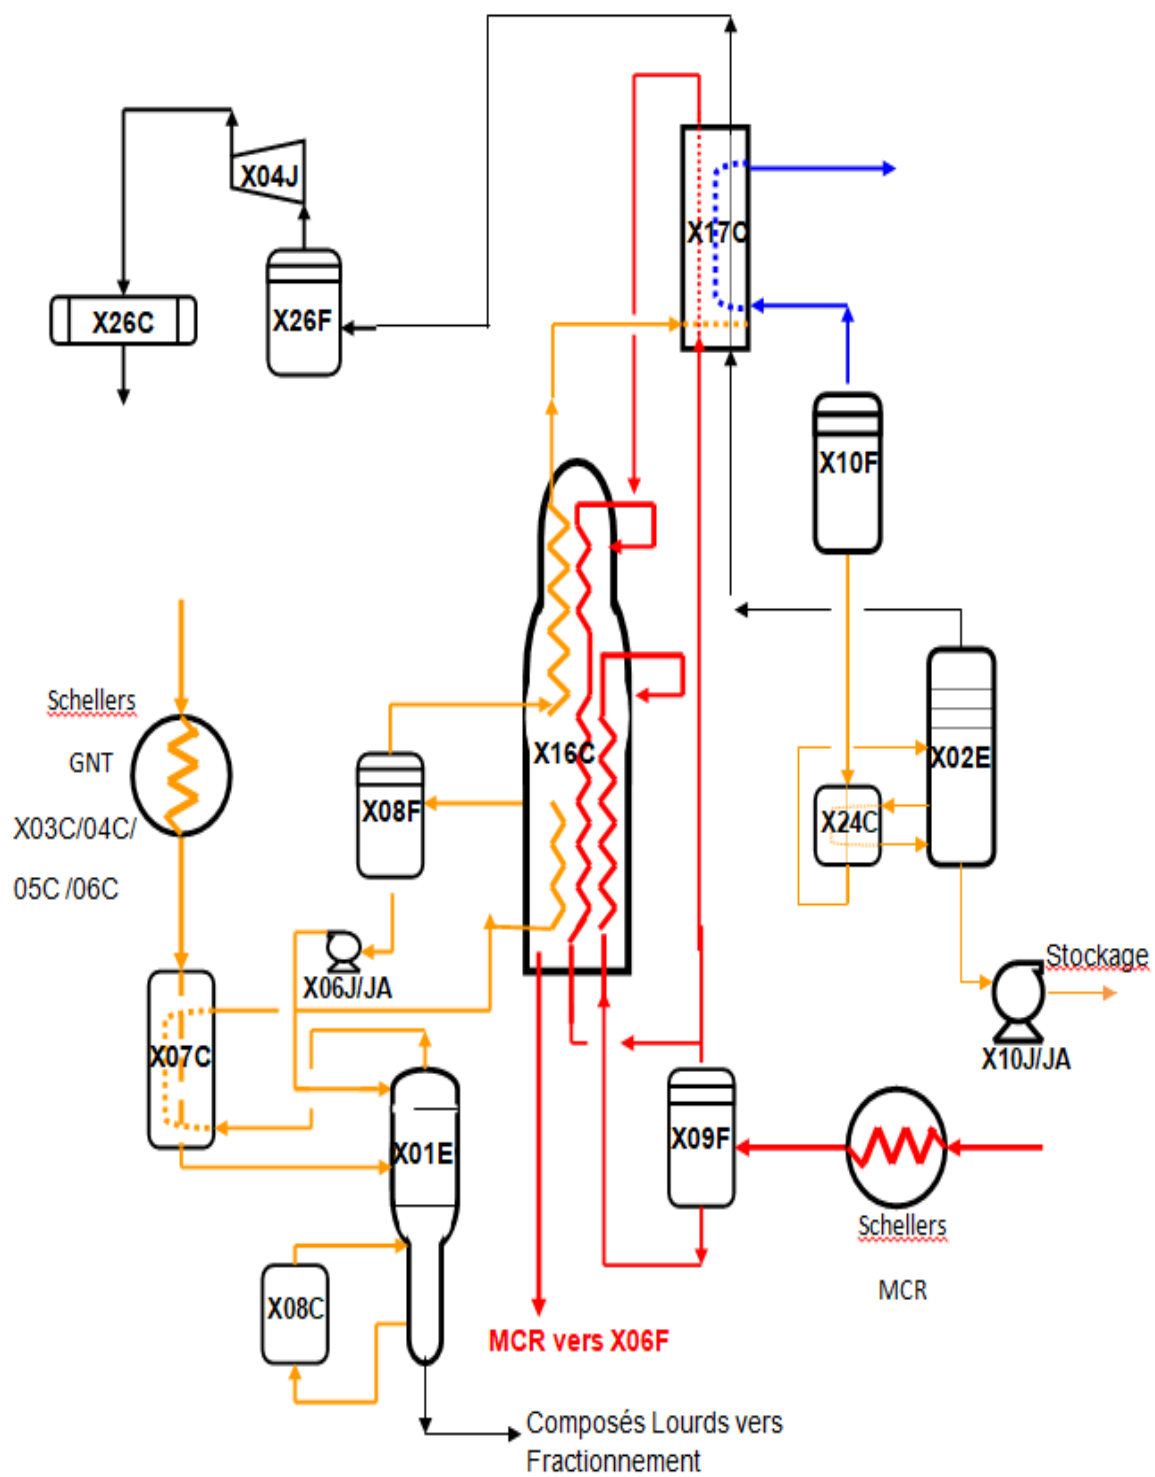 X04J
X17C
X26C
X26F
X10F
Schellers
GNT
X03C/04C/
05C /06C
X16C
X02E
X08F
X24C
X06J/JA
Stockage
X10J/JA
X07C
X01E
X09F
Schellers
MCR
X08C
MCR vers X06F
Composés Lourds vers
Fractionnement